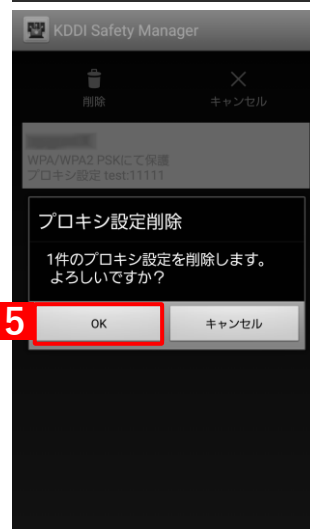 KDDI Safety Manager
削除
キャンセル
WPA/WPA2 PSKにて保護
プロキシ設定 test:11111
プロキシ設定削除
1件のプロキシ設定を削除します。
よろしいですか？
5
OK
キャンセル